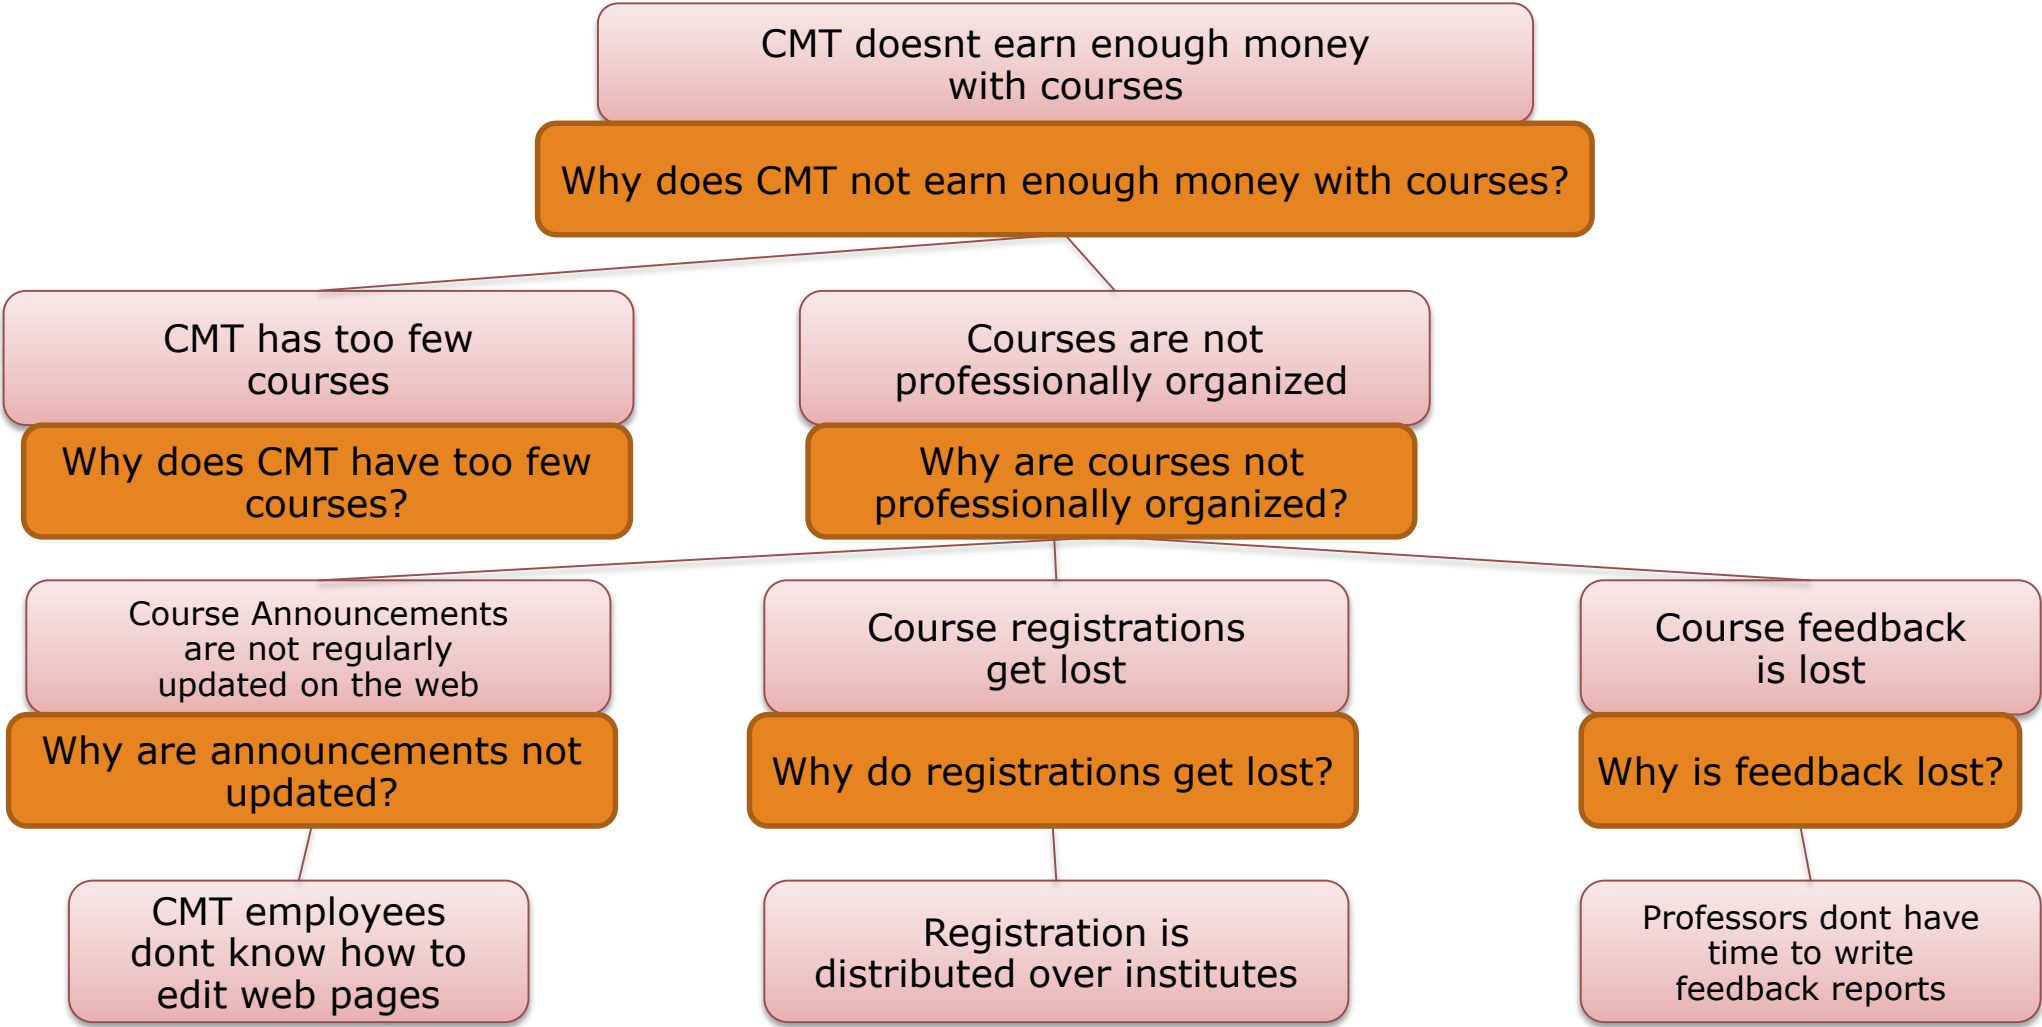 CMT doesnt earn enough money
with courses
Why does CMT not earn enough money with courses?
CMT has too few
courses
Why does CMT have too few
courses?
Courses are not
professionally organized
Why are courses not
professionally organized?
Course Announcements
are not regularly
updated on the web
Why are announcements not
updated?
Course registrations
get lost
Why do registrations get lost?
Course feedback
is lost
Why is feedback lost?
CMT employees
dont know how to
edit web pages
Registration is
distributed over institutes
Professors dont have
time to write
feedback reports